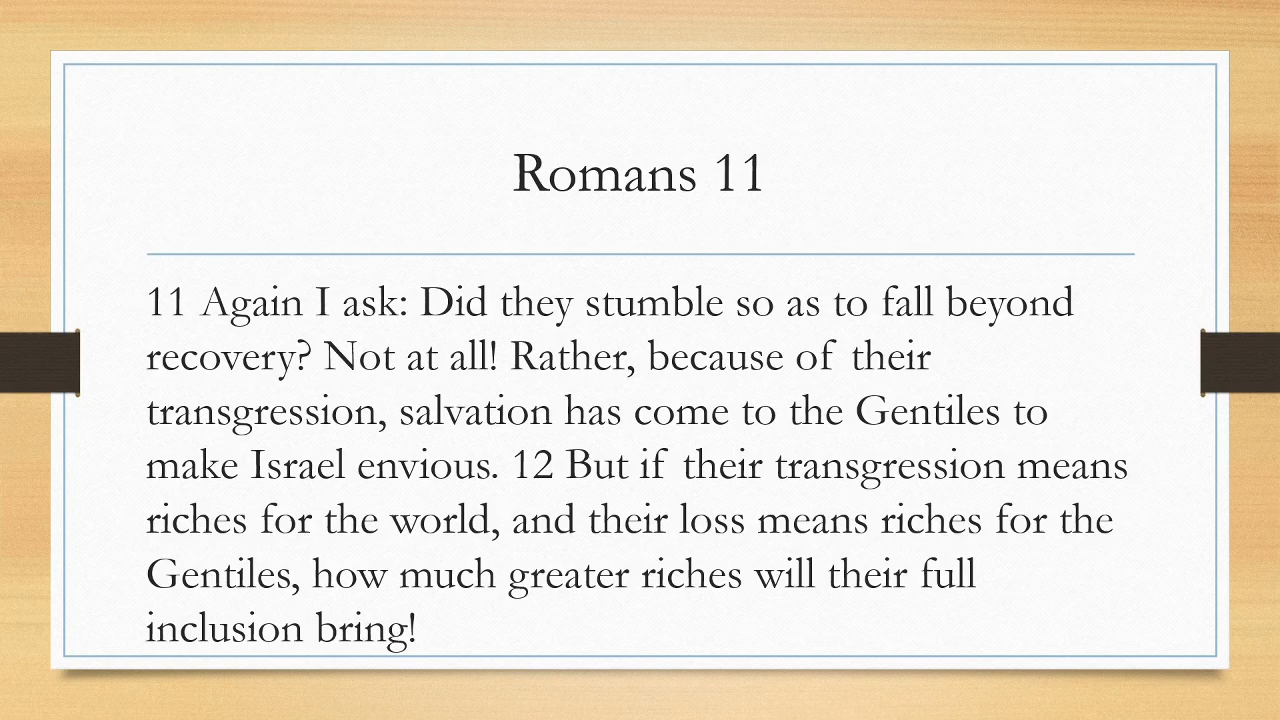 Romans 11
11 Again I ask: Did they stumble so as to fall beyond
recovery? Not at all! Rather, because of their
transgression, salvation has come to the Gentiles to
make Israel envious. 12 But if their transgression means
riches for the world, and their loss means riches for the
Gentiles, how much greater riches will their full
inclusion bring!